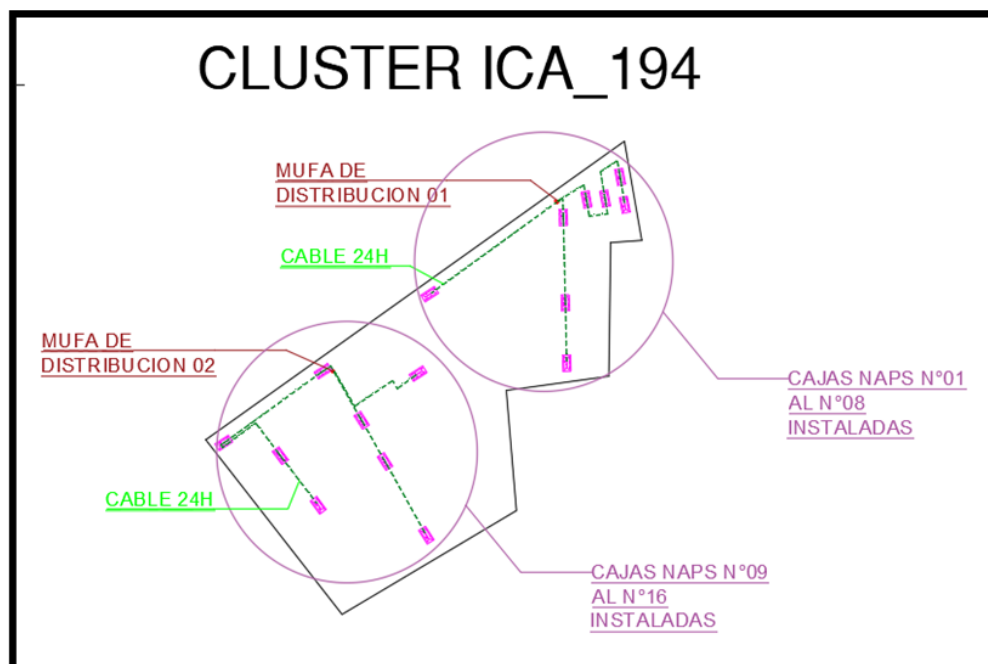 CLUSTER ICA_194
MUFA DE
DISTRIBUCION 01
CABLE 24H
MUFA DE
DISTRIBUCION 02
CAJAS NAPS N°01
AL N°08
INSTALADAS
CABLE 24H
CAJAS NAPS N°09
AL N°16
INSTALADAS